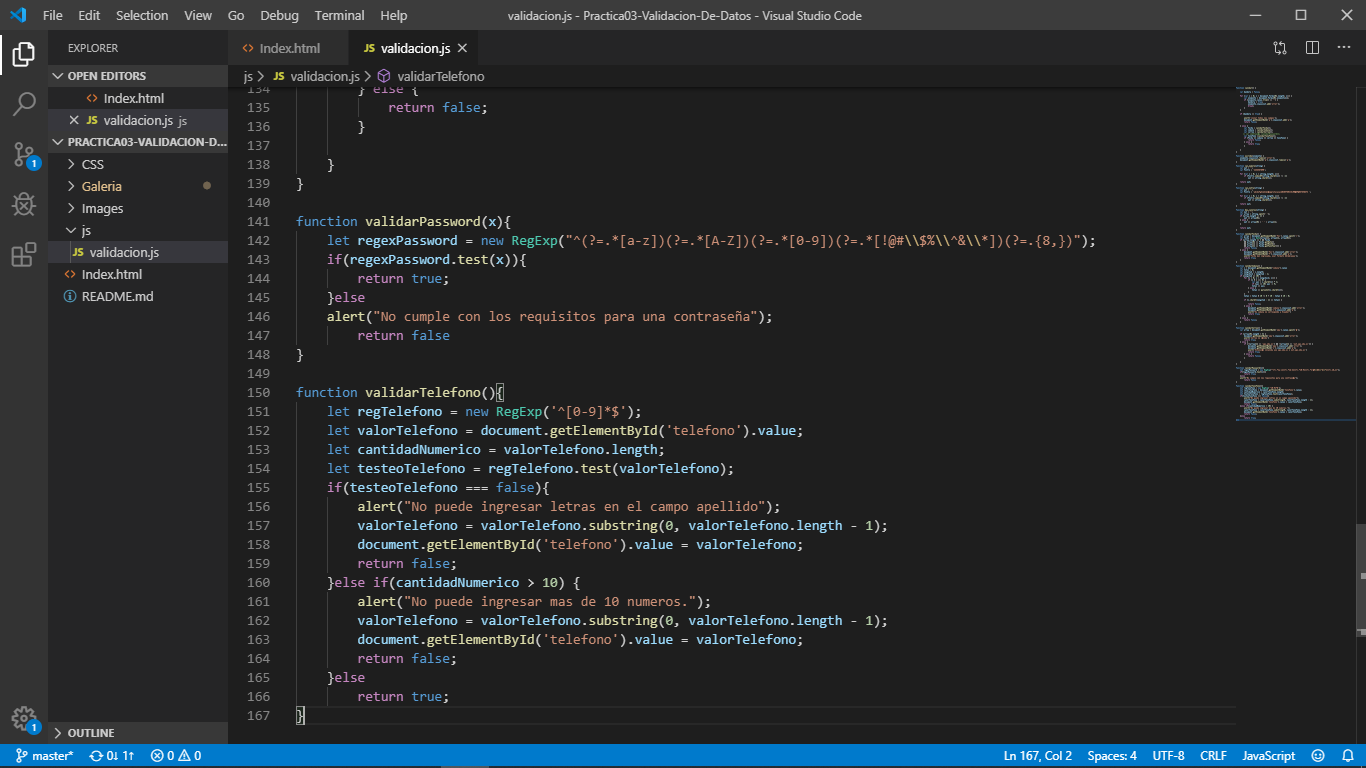 File Edit Selection View Go Debug Terminal Help
validacion.js - Practica03-Validacion-De-Datos - Visual Studio Code
EXPLORER
OPEN EDITORS
Index.html
validacion.js js
PRACTICA03-VALIDACION-D...
CSS
Galeria
Images
js
JS validacion.js
Index.html
README.md
OUTLINE
1
1
Index.html
JS validacion.js
js > JS validacion.js > validarTelefono
134 } else {
135 return false;
136 }
137
138 }
139 }
140
141 function validarPassword(x){
142 let regexPassword = new RegExp("^(?=.*[a-z])(?=.*[A-Z])(?=.*[0-9])(?=.*[!@#\\$%\\^&\\*])(?=.{8,})");
143 if(regexPassword.test(x)){
144 return true;
145 }else
146 alert("No cumple con los requisitos para una contraseña");
147 return false
148 }
149
150 function validarTelefono(){
151 let regTelefono = new RegExp('^[0-9]*$');
152 let valorTelefono = document.getElementById('telefono').value;
153 let cantidadNumerico = valorTelefono.length;
154 let testeoTelefono = regTelefono.test(valorTelefono);
155 if(testeoTelefono === false){
156 alert("No puede ingresar letras en el campo apellido");
157 valorTelefono = valorTelefono.substring(0, valorTelefono.length - 1);
158 document.getElementById('telefono').value = valorTelefono;
159 return false;
160 }else if(cantidadNumerico > 10) {
161 alert("No puede ingresar mas de 10 numeros.");
162 valorTelefono = valorTelefono.substring(0, valorTelefono.length - 1);
163 document.getElementById('telefono').value = valorTelefono;
164 return false;
165 }else
166 return true;
167 }
master* 0↓ 1↑ 0 0
Ln 167, Col 2 Spaces: 4 UTF-8 CRLF JavaScript